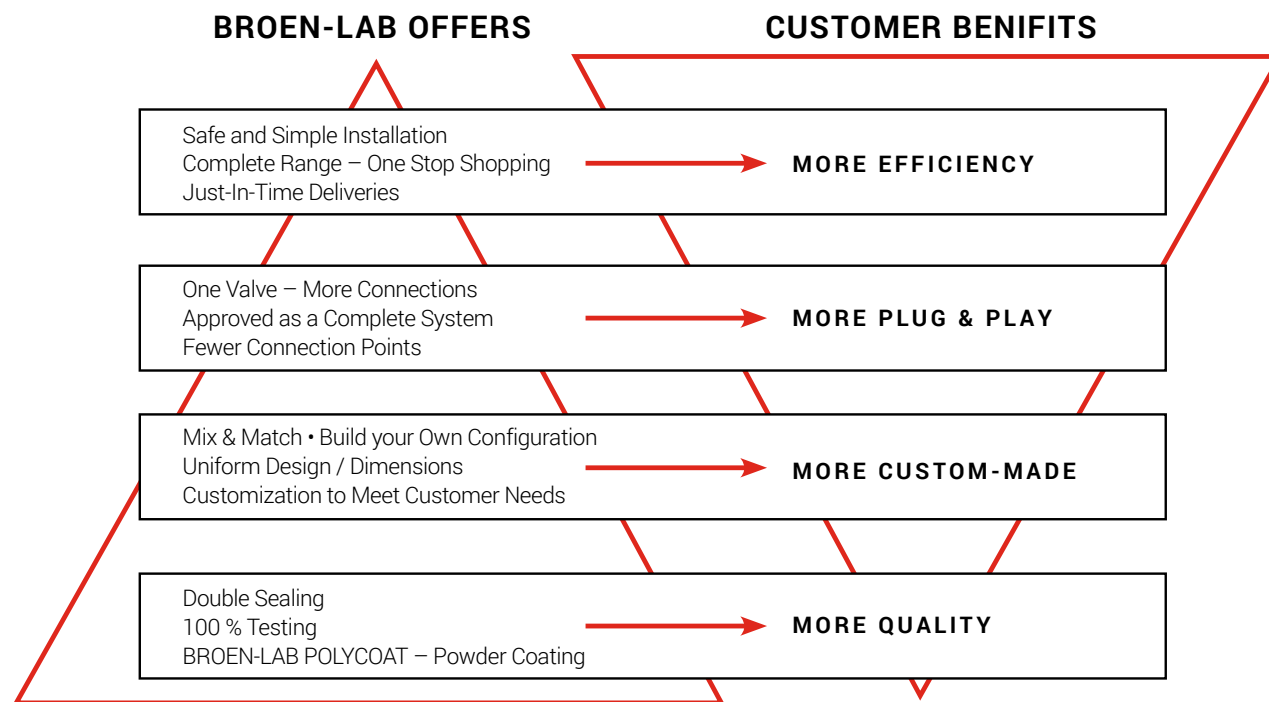 BROEN-LAB OFFERS
CUSTOMER BENIFITS
Safe and Simple Installation
Complete Range – One Stop Shopping
Just-In-Time Deliveries
MORE EFFICIENCY
One Valve – More Connections
Approved as a Complete System
Fewer Connection Points
MORE PLUG & PLAY
Mix & Match • Build your Own Configuration
Uniform Design / Dimensions
Customization to Meet Customer Needs
MORE CUSTOM-MADE
Double Sealing
100 % Testing
BROEN-LAB POLYCOAT – Powder Coating
MORE QUALITY